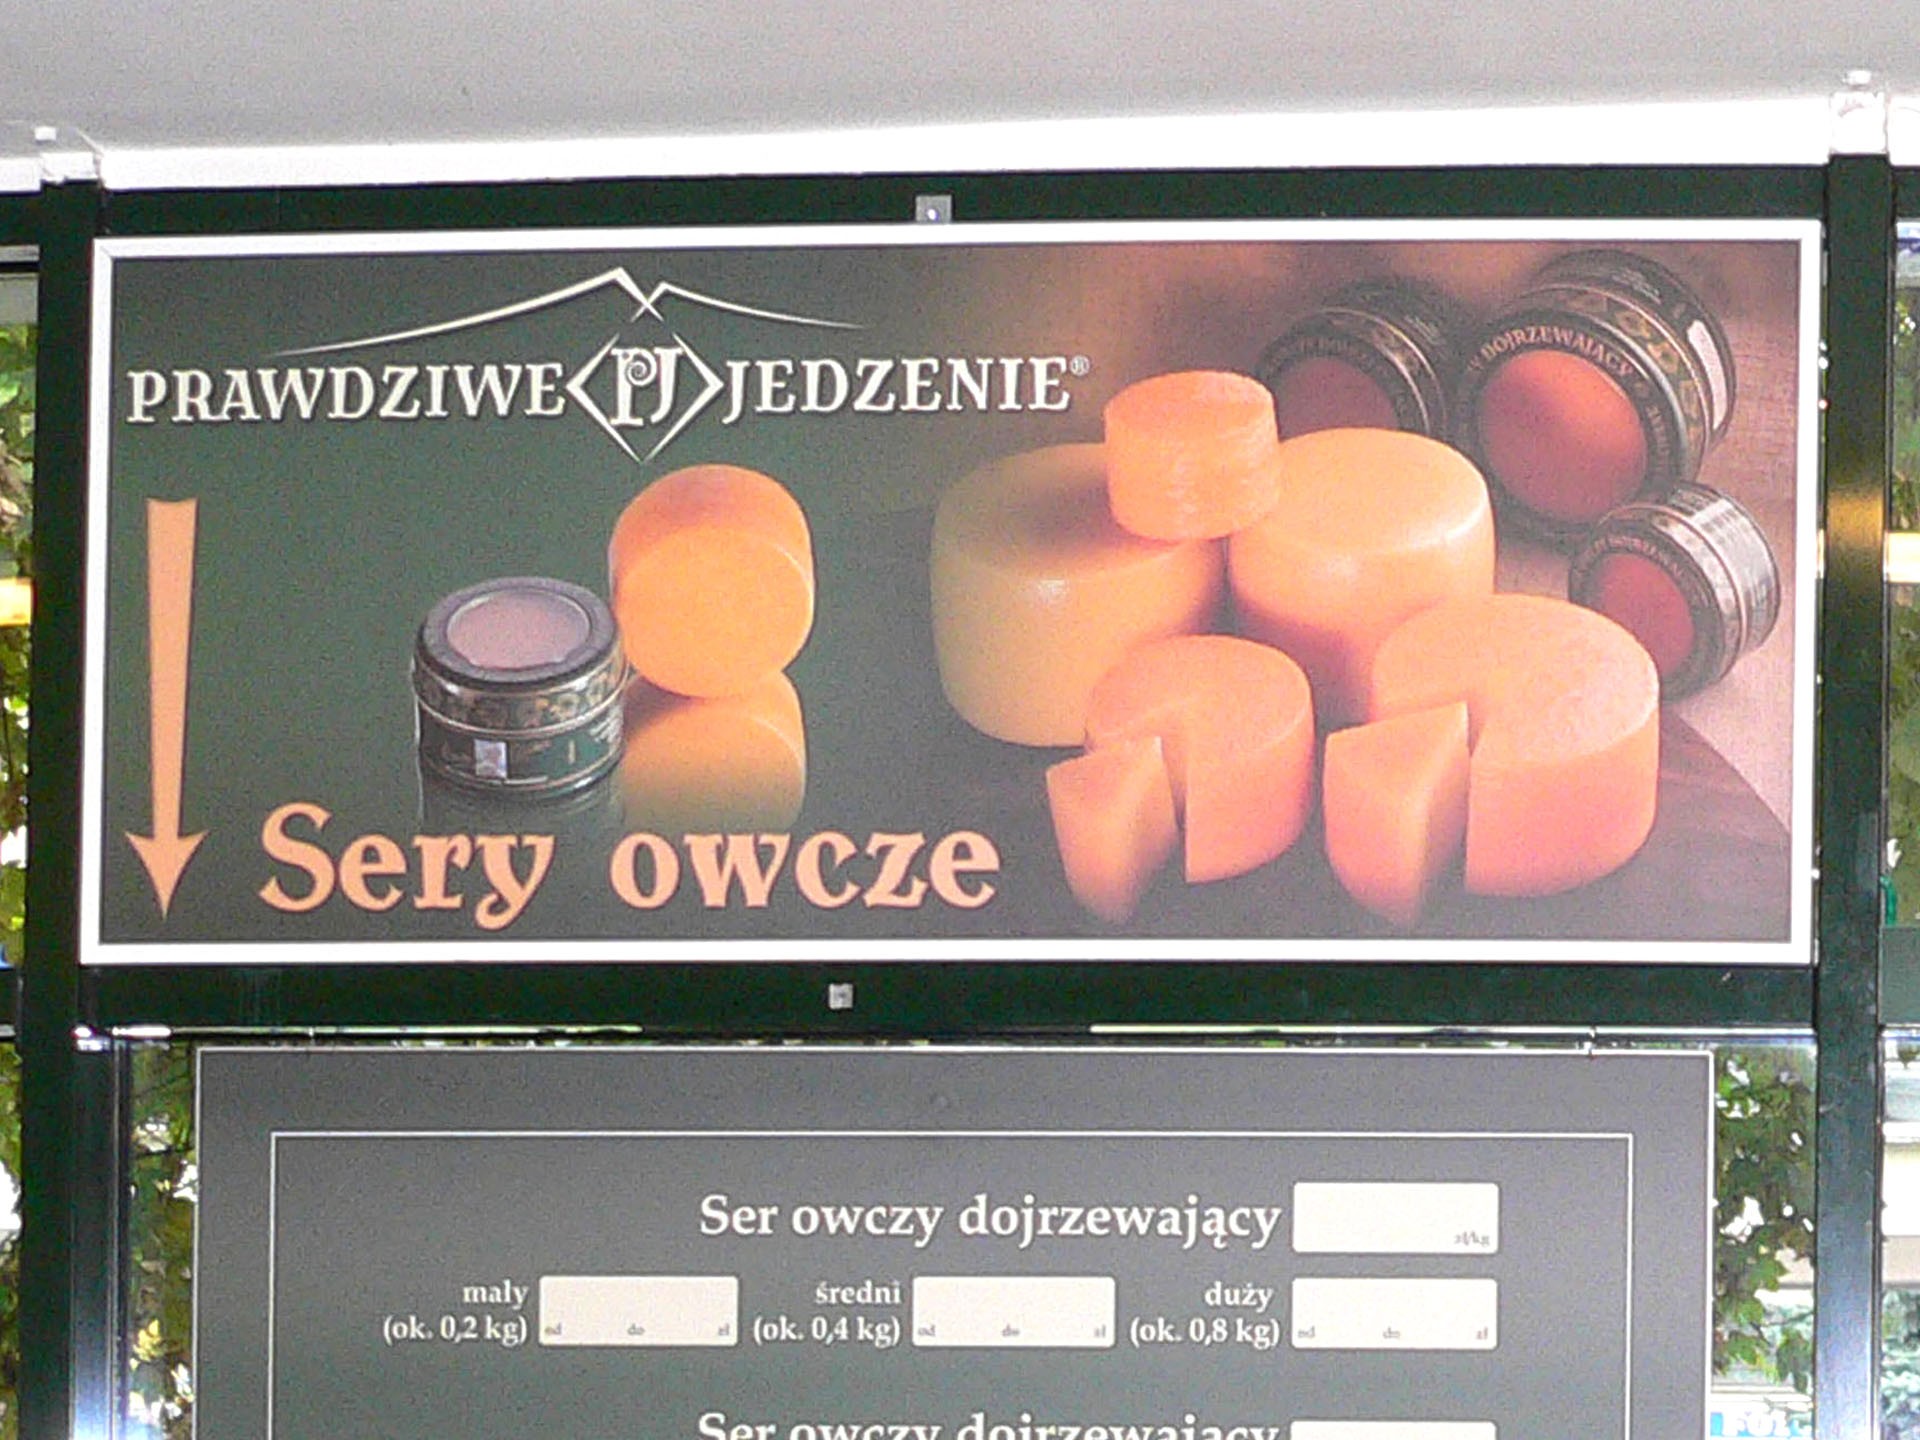 PRAWDZIWE PJ JEDZENIE®
DOJRZEWAJĄCY
Sery owcze
Ser owczy dojrzewający
zł/kg
mały
(ok. 0,2 kg)
od do zł
średni
(ok. 0,4 kg)
od do zł
duży
(ok. 0,8 kg)
od do zł
Ser owczy dojrzewający